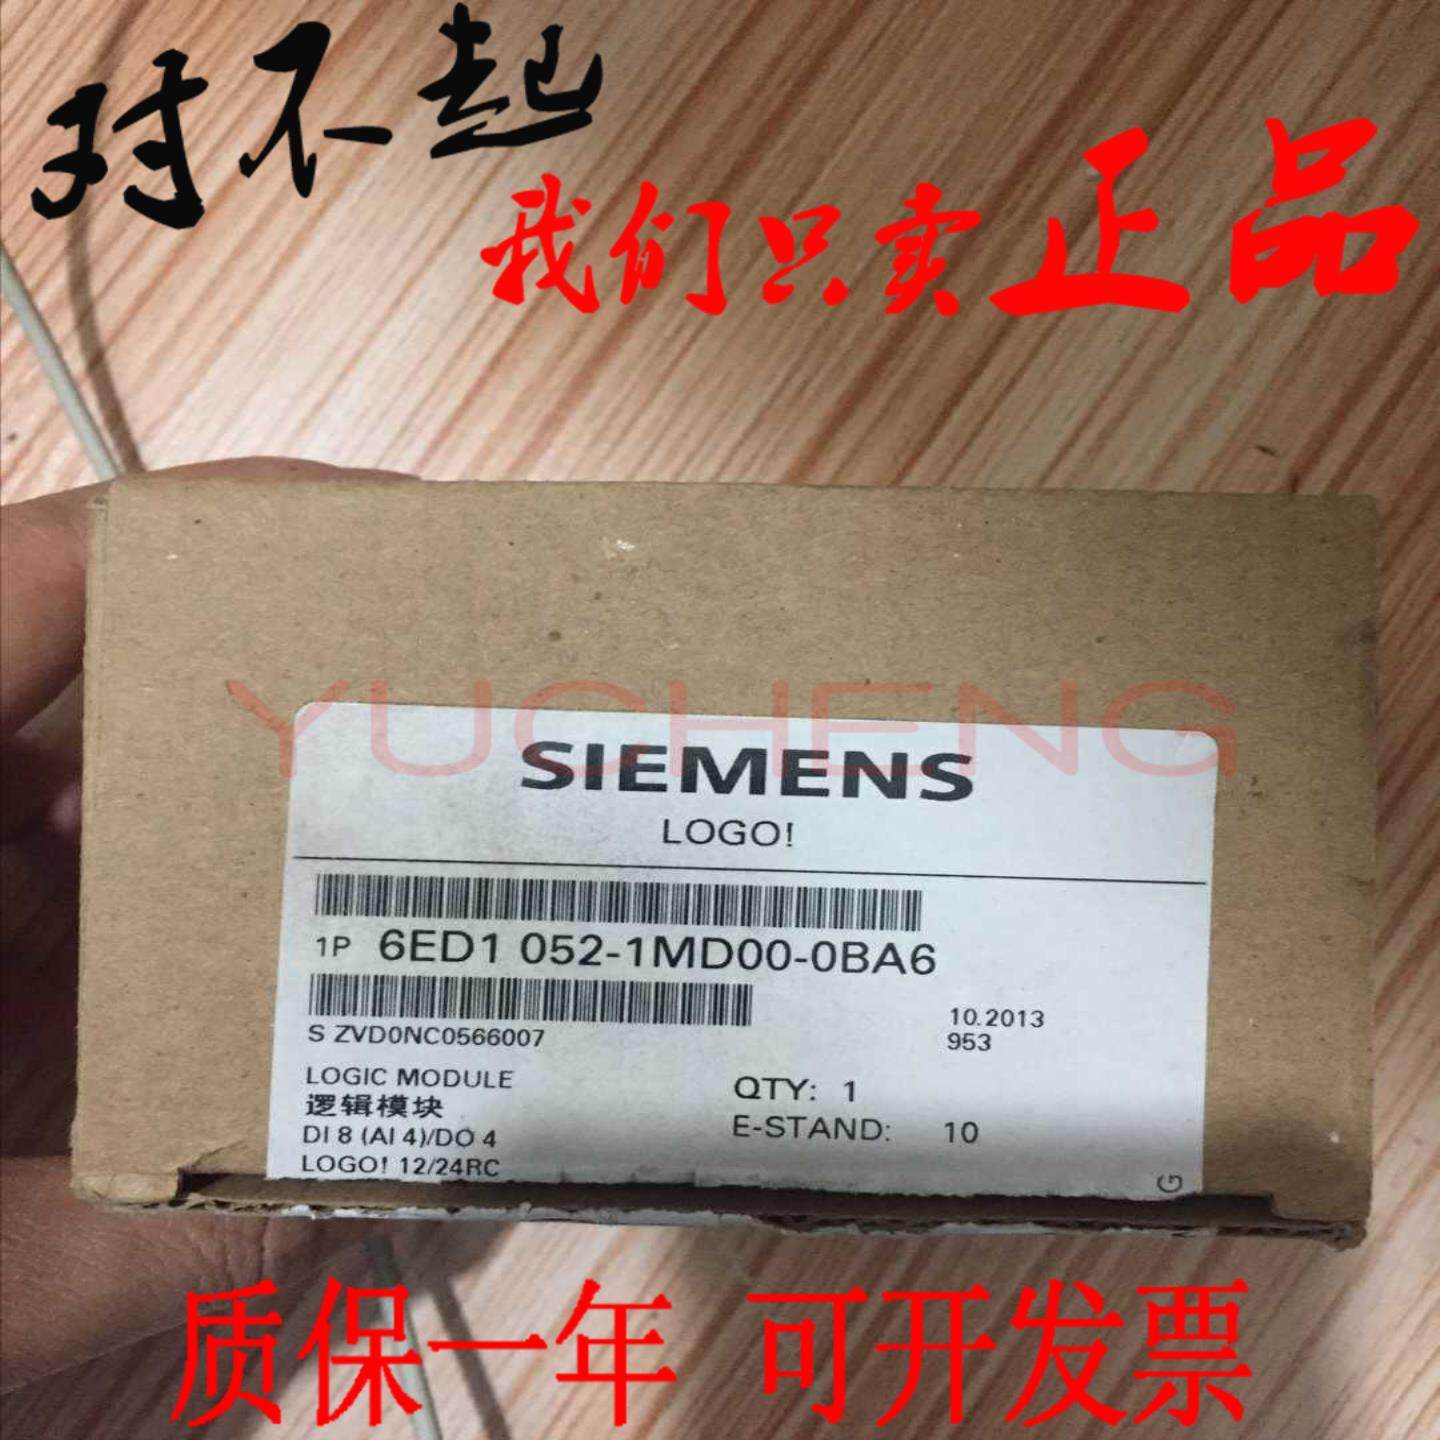 对不起
我们只卖正品
YUCHENG
SIEMENS
LOGO!
1P 6ED1 052-1MD00-0BA6
S ZVD0NC0566007
10.2013
953
LOGIC MODULE
逻辑模块
DI 8 (AI 4)/DO 4
LOGO! 12/24RC
QTY: 1
E-STAND: 10
G
质保一年 可开发票